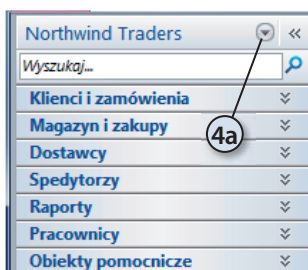 Northwind Traders
Wyszukaj...
Klienci i zamówienia
Magazyn i zakupy
4a
Dostawcy
Spedytorzy
Raporty
Pracownicy
Obiekty pomocnicze